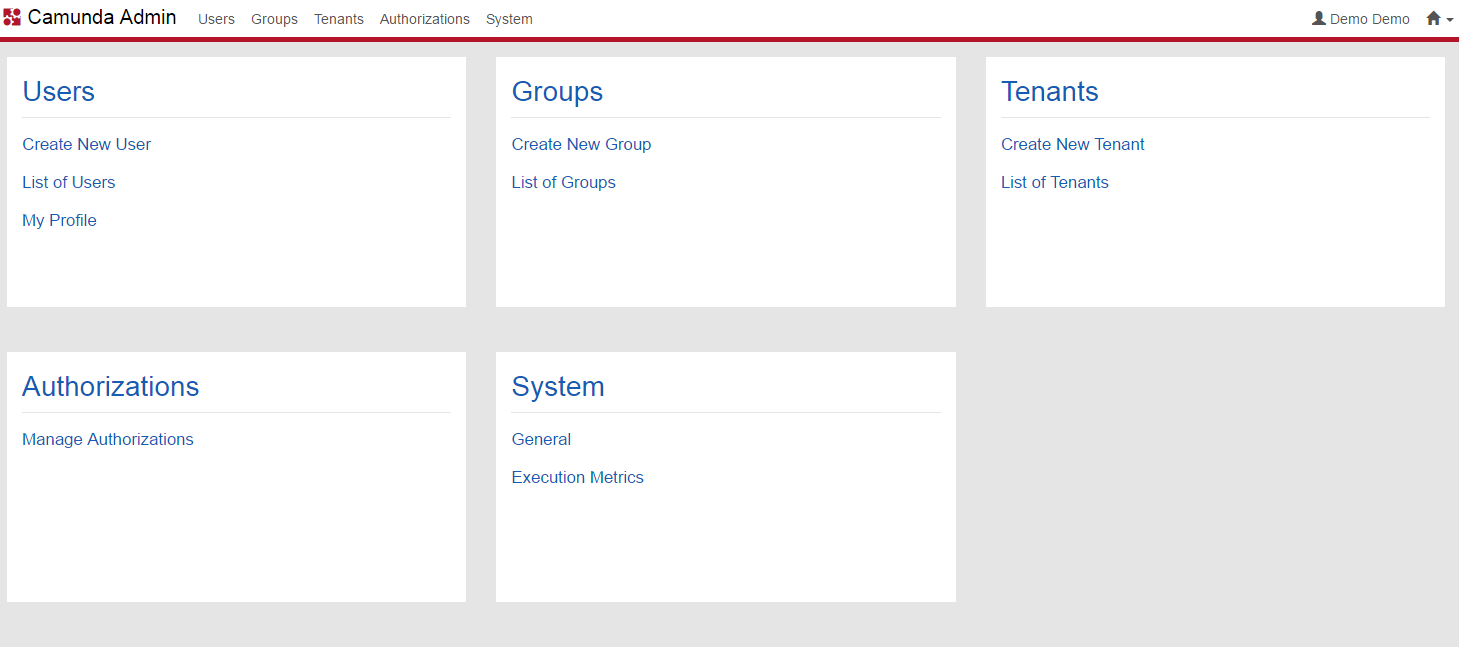 Camunda Admin Users Groups Tenants Authorizations System Demo Demo
Users
Create New User
List of Users
My Profile
Groups
Create New Group
List of Groups
Tenants
Create New Tenant
List of Tenants
Authorizations
Manage Authorizations
System
General
Execution Metrics